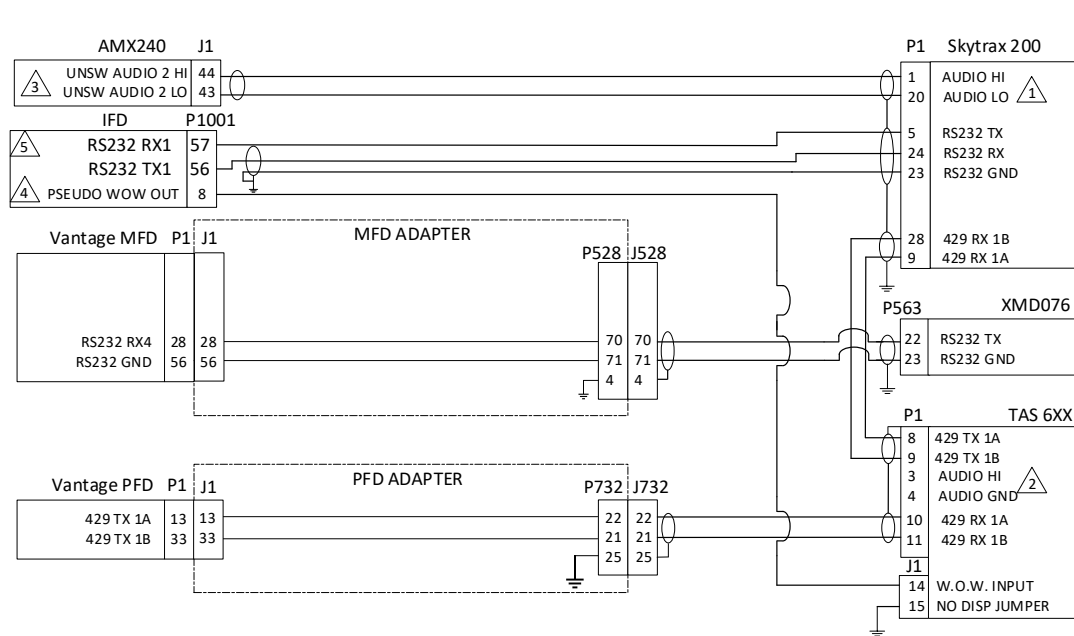 AMX240 J1
3 UNSW AUDIO 2 HI 44
UNSW AUDIO 2 LO 43
IFD P1001
5 RS232 RX1 57
RS232 TX1 56
4 PSEUDO WOW OUT 8
P1 Skytrax 200
1 AUDIO HI
20 AUDIO LO 1
5 RS232 TX
24 RS232 RX
23 RS232 GND
28 429 RX 1B
9 429 RX 1A
Vantage MFD P1 J1
MFD ADAPTER
P528 J528
RS232 RX4 28 28
RS232 GND 56 56
70 70
71 71
4 4
P563 XMD076
22 RS232 TX
23 RS232 GND
Vantage PFD P1 J1
PFD ADAPTER
P732 J732
429 TX 1A 13 13
429 TX 1B 33 33
22 22
21 21
25 25
P1 TAS 6XX
8 429 TX 1A
9 429 TX 1B
3 AUDIO HI
4 AUDIO GND 2
10 429 RX 1A
11 429 RX 1B
J1
14 W.O.W. INPUT
15 NO DISP JUMPER